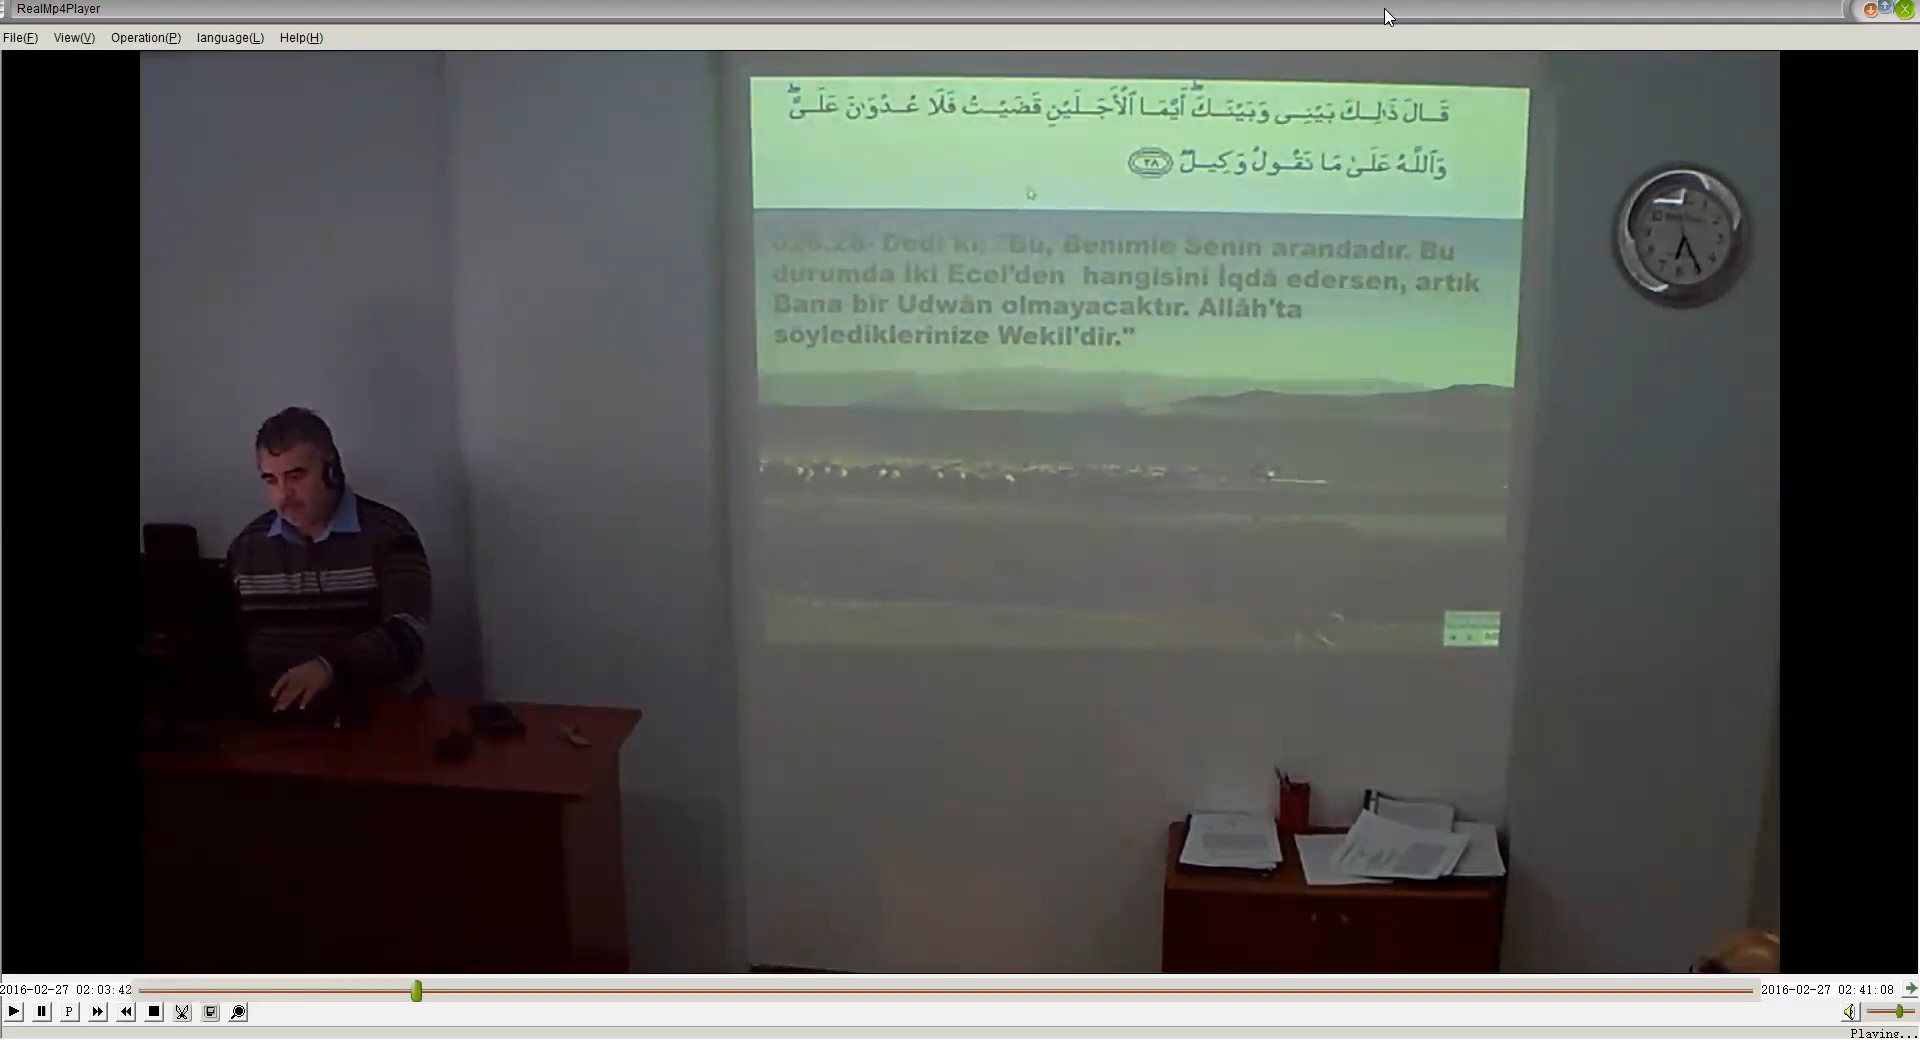 RealMp4Player
File(F) View(V) Operation(P) language(L) Help(H)
قَالَ ذَٰلِكَ بَيْنِى وَبَيْنَكَ ۖ أَيَّمَا ٱلْأَجَلَيْنِ قَضَيْتُ فَلَا عُدْوَٰنَ عَلَىَّ ۖ
وَٱللَّهُ عَلَىٰ مَا نَقُولُ وَكِيلٌ ٢٨
Dedi ki: "Bu, Benimle Senin arandadır. Bu
durumda İki Ecel'den hangisini İqdâ edersen, artık
Bana bir Udwân olmayacaktır. Allâh'ta
söylediklerinize Wekil'dir."
2016-02-27 02:03:42
2016-02-27 02:41:08
P
Playing...